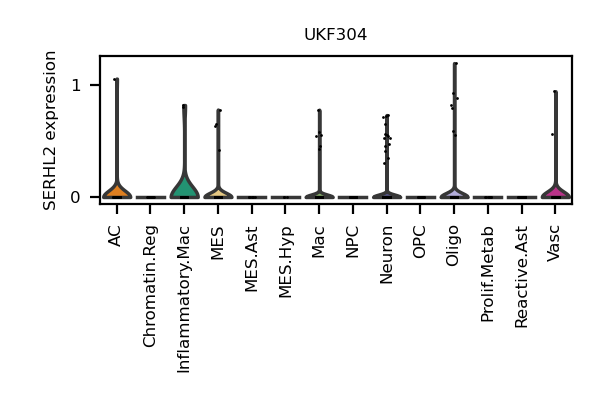 UKF304
SERHL2 expression
1
0
AC
Chromatin.Reg
Inflammatory.Mac
MES
MES.Ast
MES.Hyp
Mac
NPC
Neuron
OPC
Oligo
Prolif.Metab
Reactive.Ast
Vasc